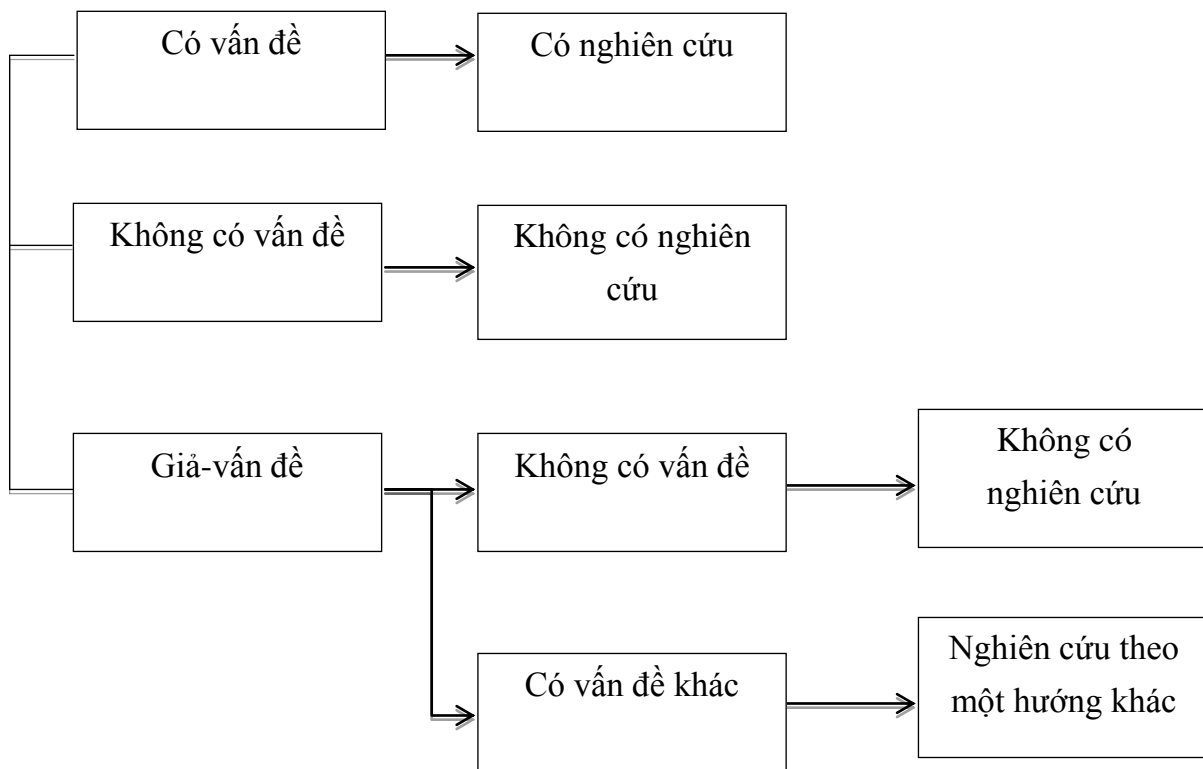 Có vấn đề
Có nghiên cứu
Không có vấn đề
Không có nghiên
cứu
Giả-vấn đề
Không có vấn đề
Không có
nghiên cứu
Có vấn đề khác
Nghiên cứu theo
một hướng khác